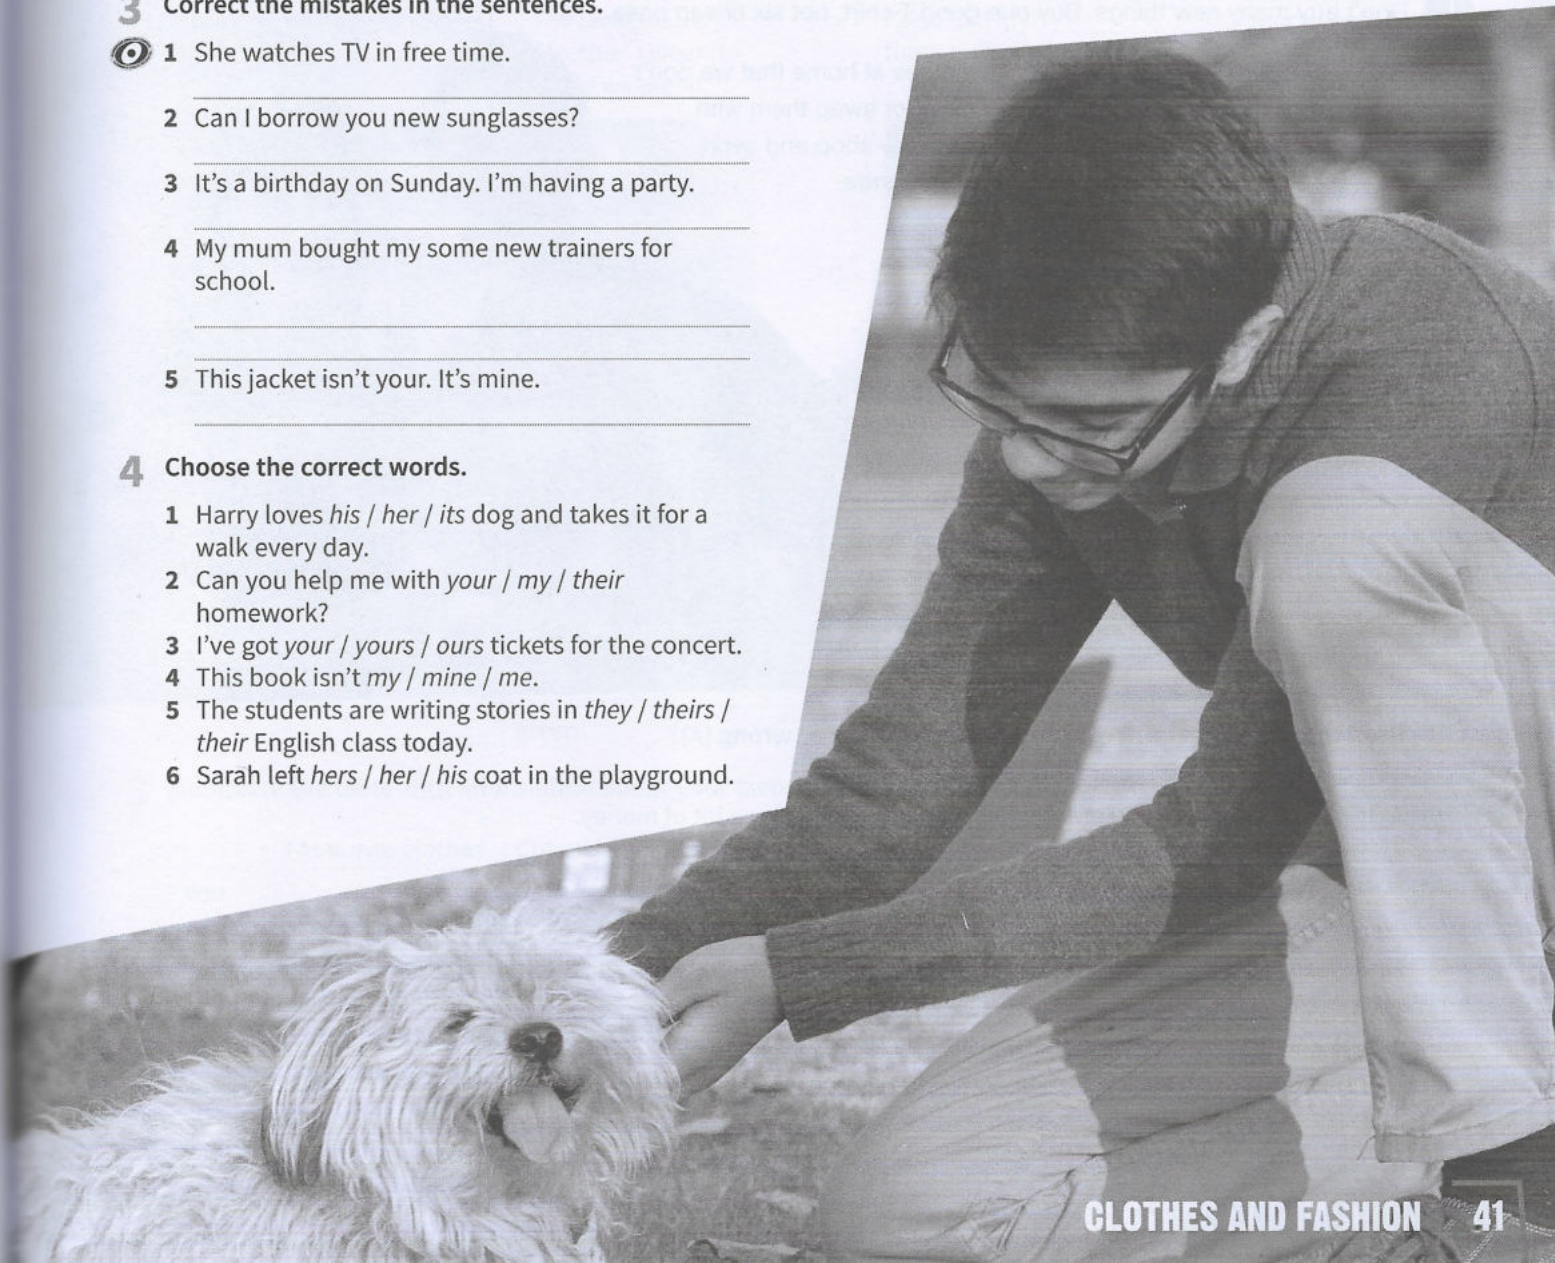 3 Correct the mistakes in the sentences.
1 She watches TV in free time.
2 Can I borrow you new sunglasses?
3 It's a birthday on Sunday. I'm having a party.
4 My mum bought my some new trainers for
school.
5 This jacket isn't your. It's mine.
4 Choose the correct words.
1 Harry loves his / her / its dog and takes it for a
walk every day.
2 Can you help me with your / my / their
homework?
3 I've got your / yours / ours tickets for the concert.
4 This book isn't my / mine / me.
5 The students are writing stories in they / theirs /
their English class today.
6 Sarah left hers / her / his coat in the playground.
CLOTHES AND FASHION 41